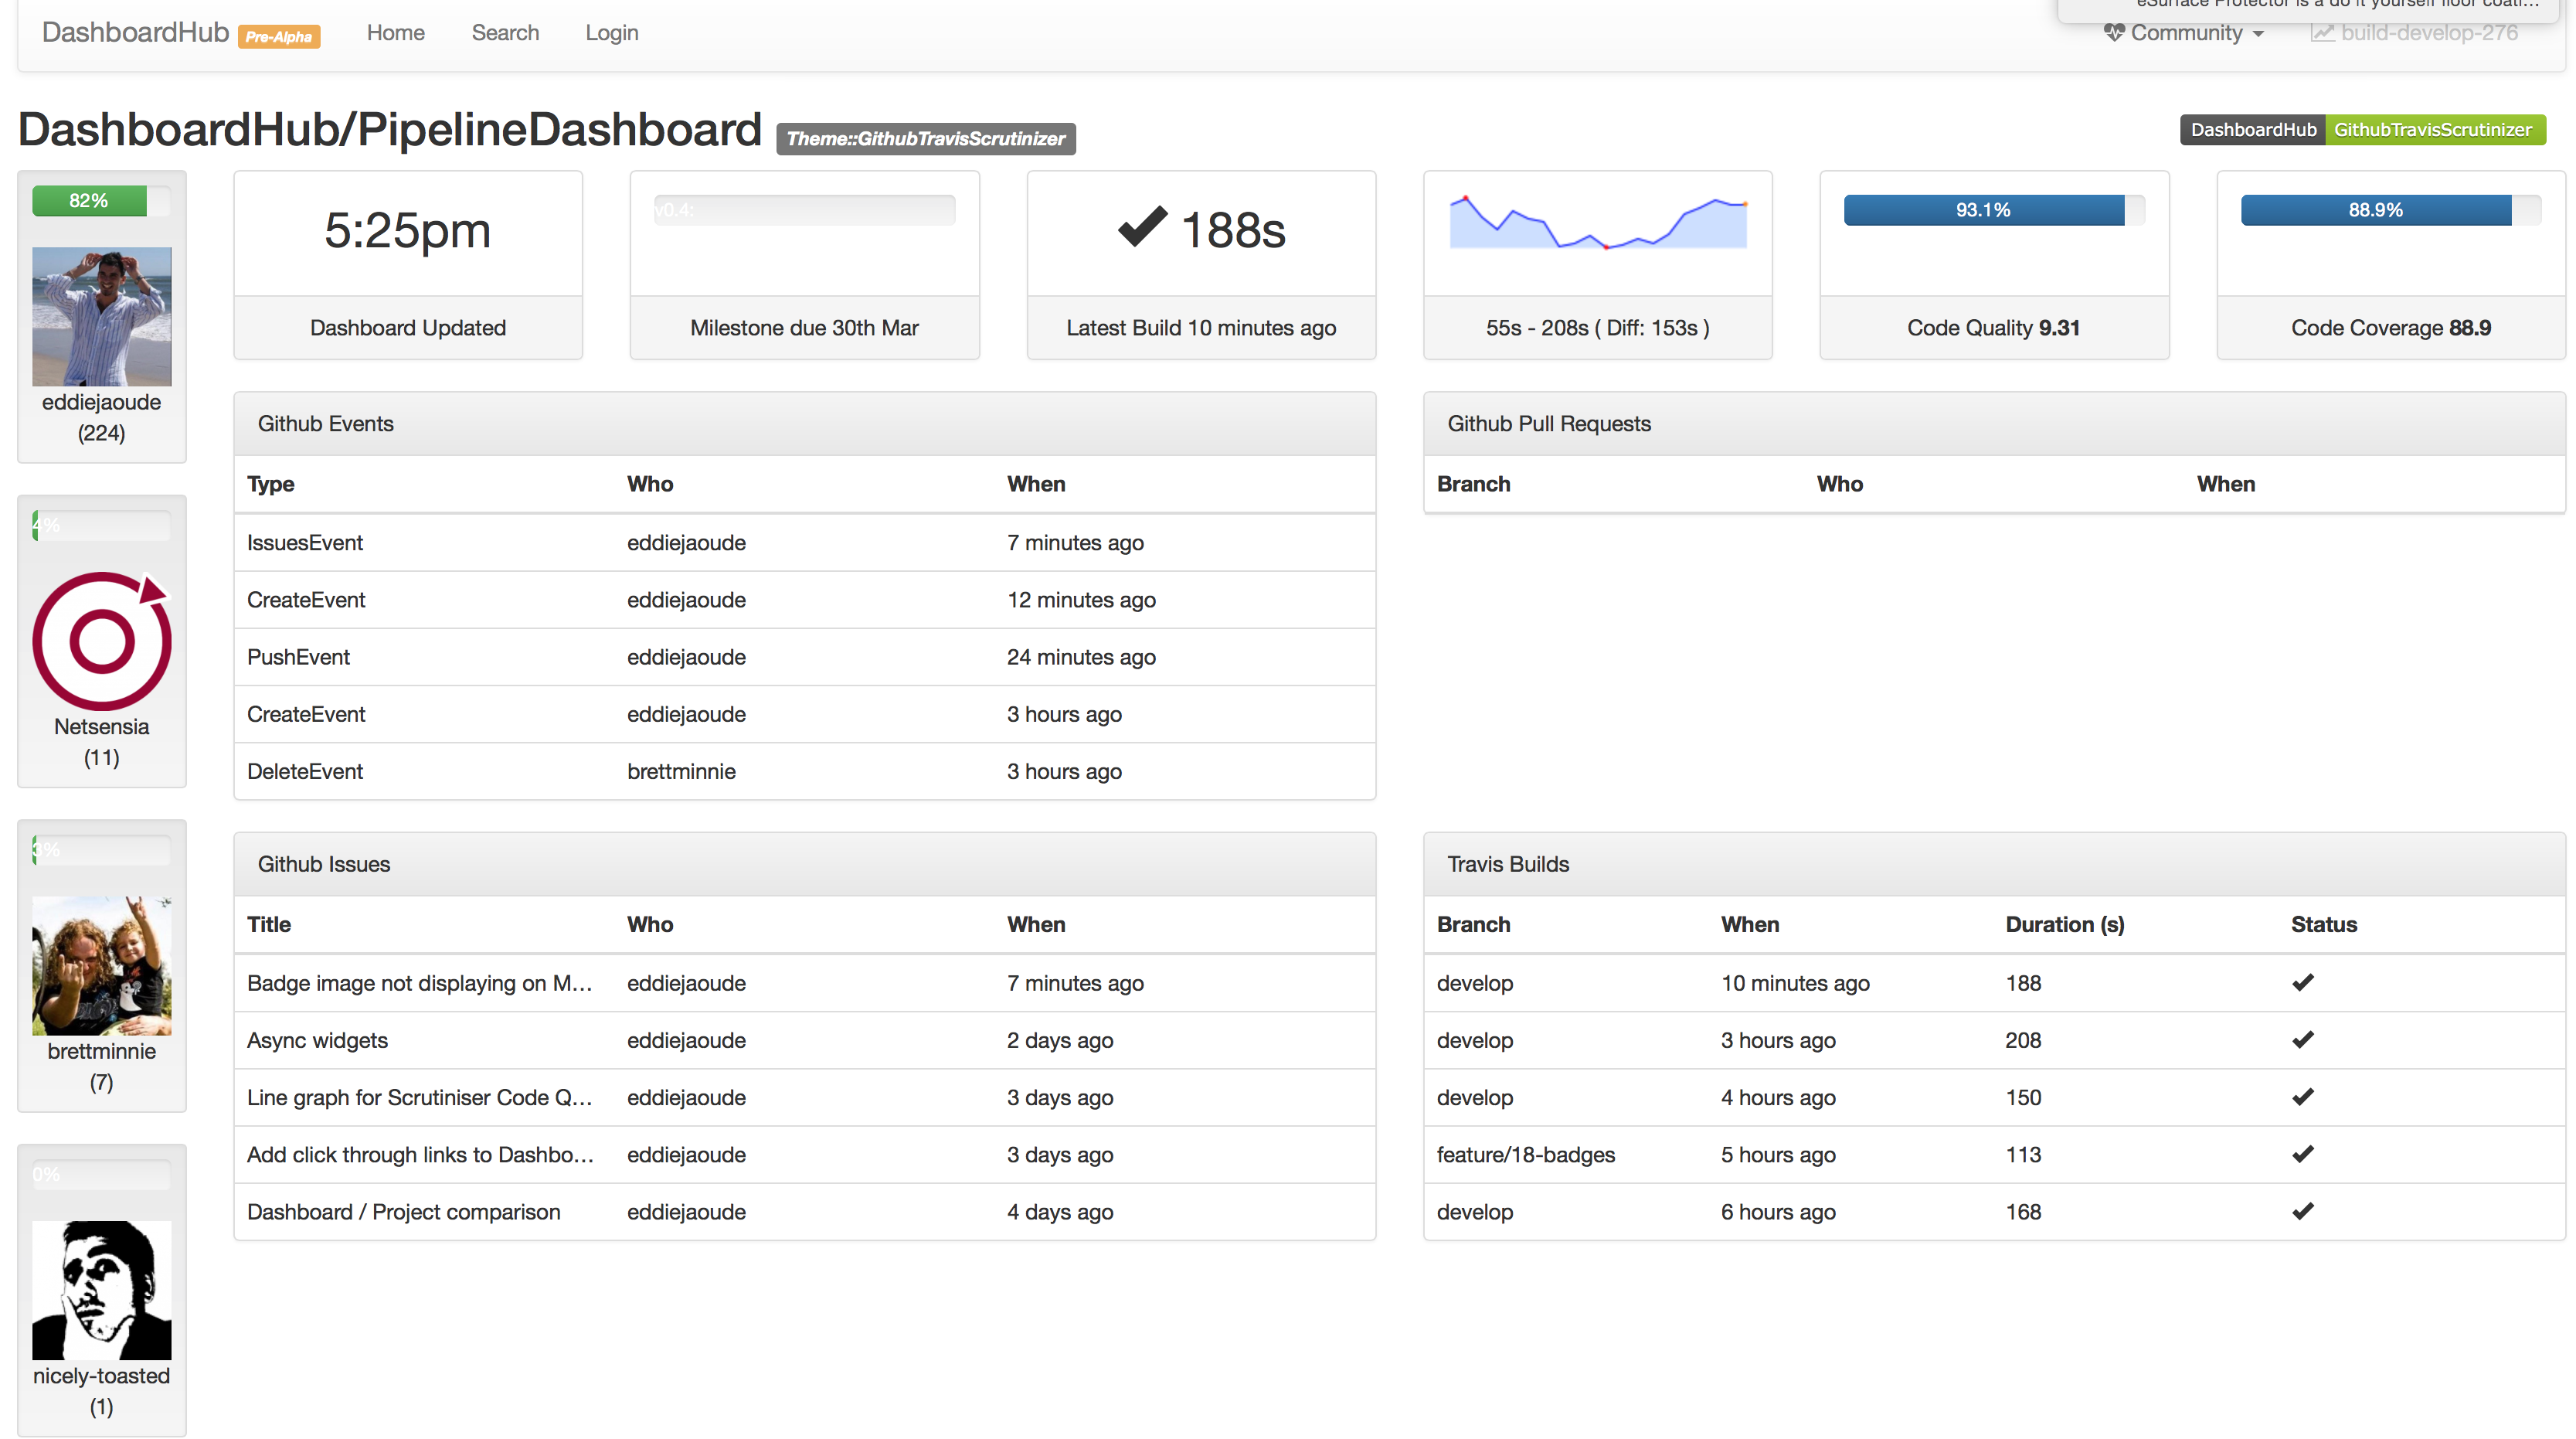 eSurface Protector is a do it yourself floor coati...
DashboardHub Pre-Alpha Home Search Login Community build-develop-276
DashboardHub/PipelineDashboard Theme::GithubTravisScrutinizer DashboardHub GithubTravisScrutinizer
82%
eddiejaoude
(224)
4%
Netsensia
(11)
3%
brettminnie
(7)
0%
nicely-toasted
(1)
5:25pm
Dashboard Updated
v0.4:
Milestone due 30th Mar
188s
Latest Build 10 minutes ago
55s - 208s ( Diff: 153s )
93.1%
Code Quality 9.31
88.9%
Code Coverage 88.9
Github Events
Type Who When
IssuesEvent eddiejaoude 7 minutes ago
CreateEvent eddiejaoude 12 minutes ago
PushEvent eddiejaoude 24 minutes ago
CreateEvent eddiejaoude 3 hours ago
DeleteEvent brettminnie 3 hours ago
Github Pull Requests
Branch Who When
Github Issues
Title Who When
Badge image not displaying on M... eddiejaoude 7 minutes ago
Async widgets eddiejaoude 2 days ago
Line graph for Scrutiniser Code Q... eddiejaoude 3 days ago
Add click through links to Dashbo... eddiejaoude 3 days ago
Dashboard / Project comparison eddiejaoude 4 days ago
Travis Builds
Branch When Duration (s) Status
develop 10 minutes ago 188
develop 3 hours ago 208
develop 4 hours ago 150
feature/18-badges 5 hours ago 113
develop 6 hours ago 168